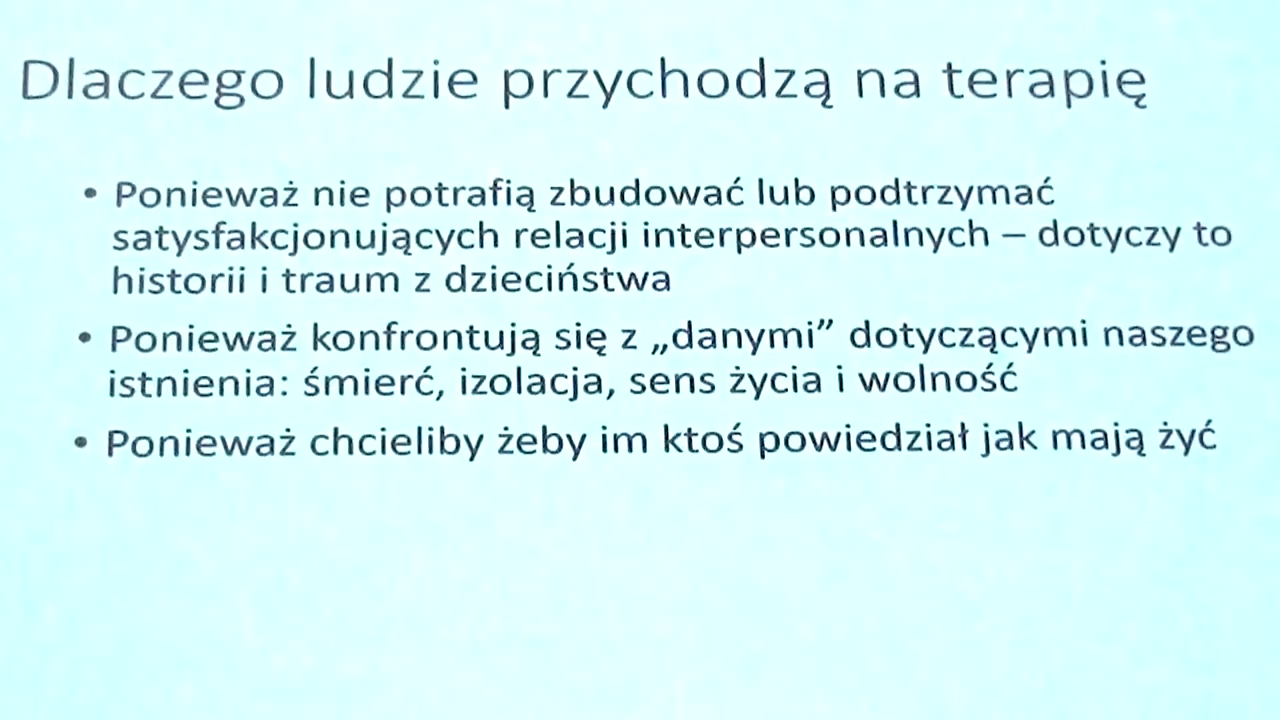 Dlaczego ludzie przychodzą na terapię
• Ponieważ nie potrafią zbudować lub podtrzymać
satysfakcjonujących relacji interpersonalnych – dotyczy to
historii i traum z dzieciństwa
• Ponieważ konfrontują się z „danymi” dotyczącymi naszego
istnienia: śmierć, izolacja, sens życia i wolność
• Ponieważ chcieliby żeby im ktoś powiedział jak mają żyć